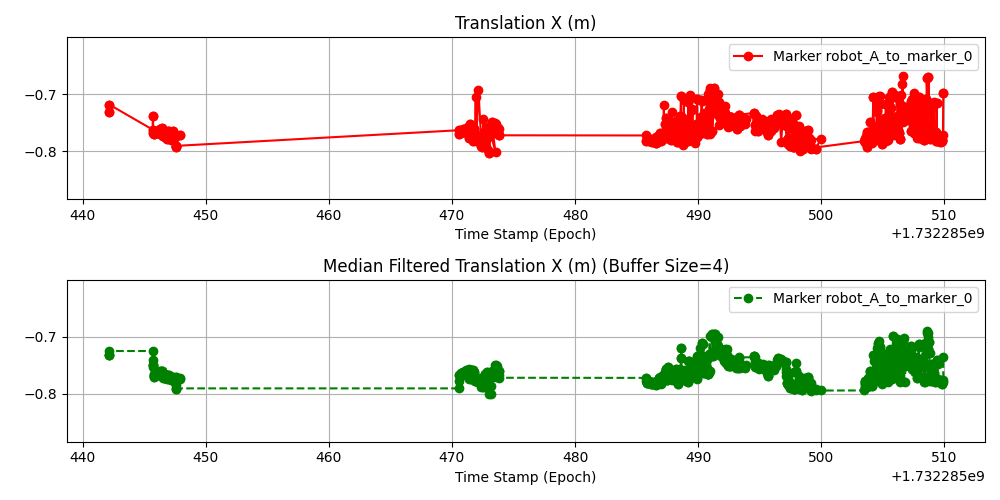 Translation X (m)
Marker robot_A_to_marker_0
−0.7
−0.8
440 450 460 470 480 490 500 510
Time Stamp (Epoch)
+1.732285e9
Median Filtered Translation X (m) (Buffer Size=4)
Marker robot_A_to_marker_0
−0.7
−0.8
440 450 460 470 480 490 500 510
Time Stamp (Epoch)
+1.732285e9